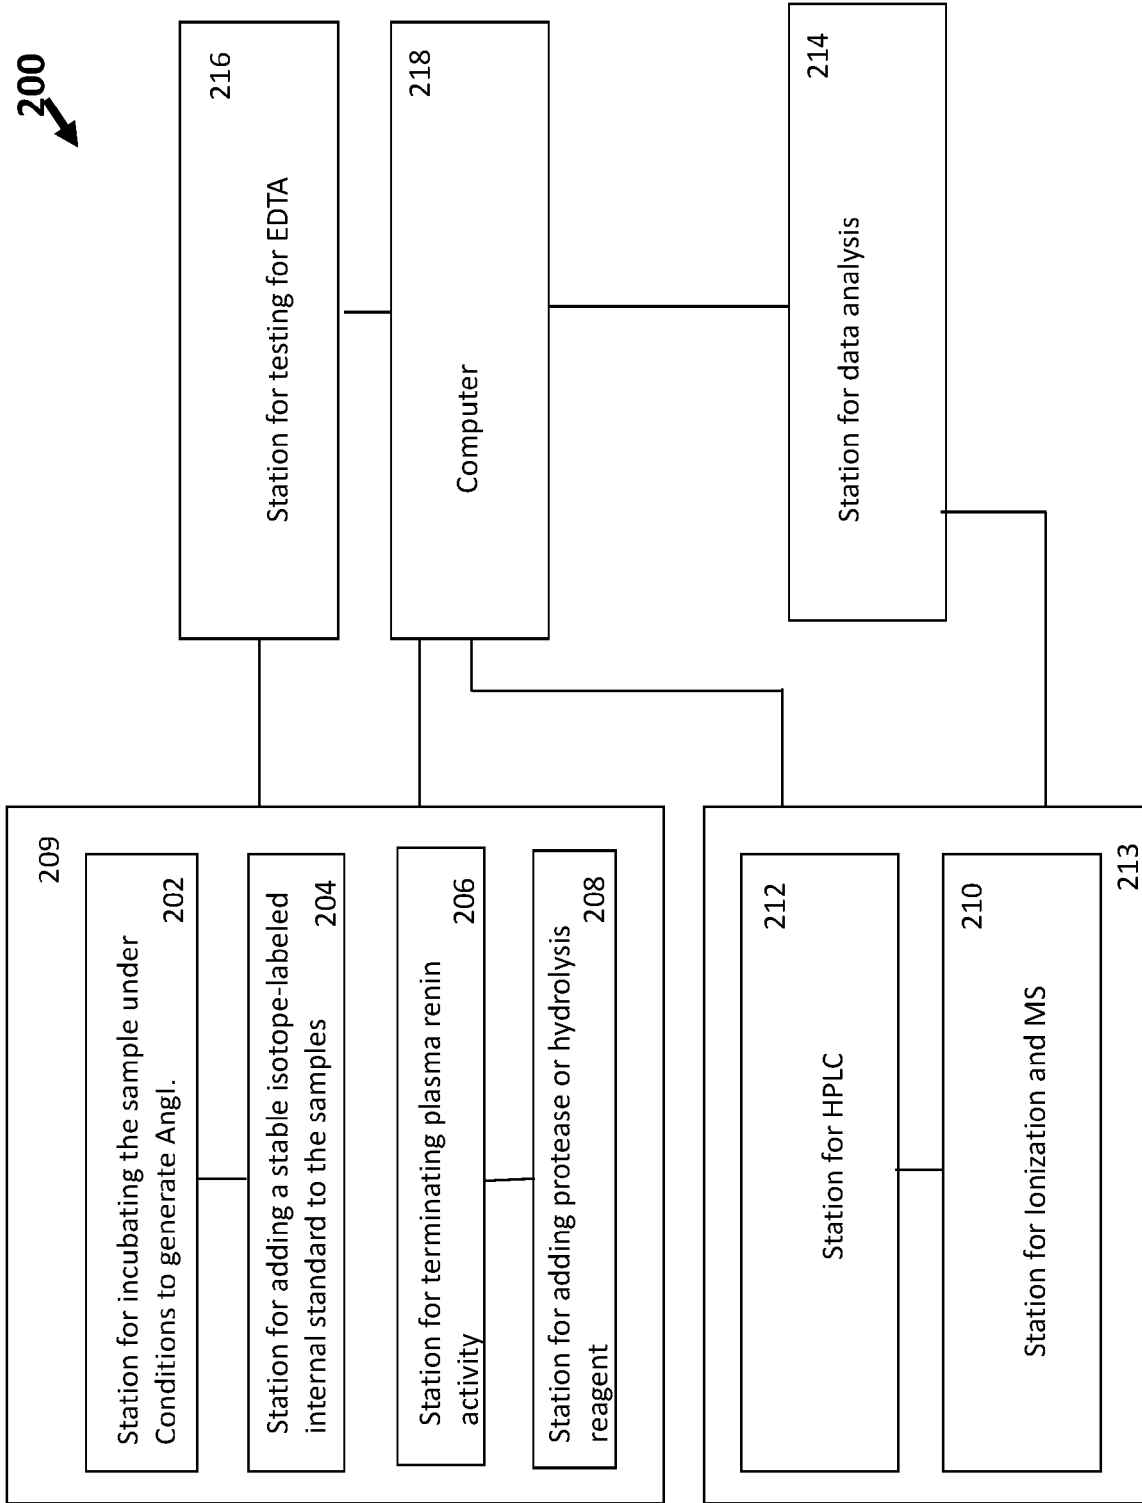 200
209
Station for incubating the sample under
Conditions to generate AngI.
202
Station for adding a stable isotope-labeled
internal standard to the samples
204
Station for terminating plasma renin
activity
206
Station for adding protease or hydrolysis
reagent
208
216
Station for testing for EDTA
218
Computer
212
Station for HPLC
210
Station for Ionization and MS
213
214
Station for data analysis